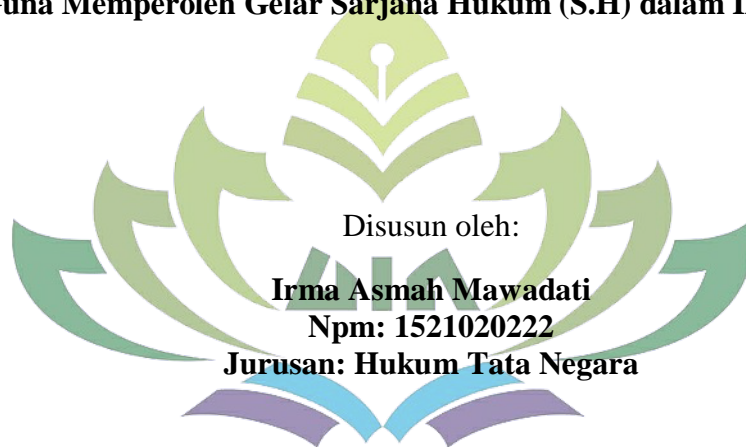 Guna Memperoleh Gelar Sarjana Hukum (S.H) dalam I
Disusun oleh:
Irma Asmah Mawadati
Npm: 1521020222
Jurusan: Hukum Tata Negara